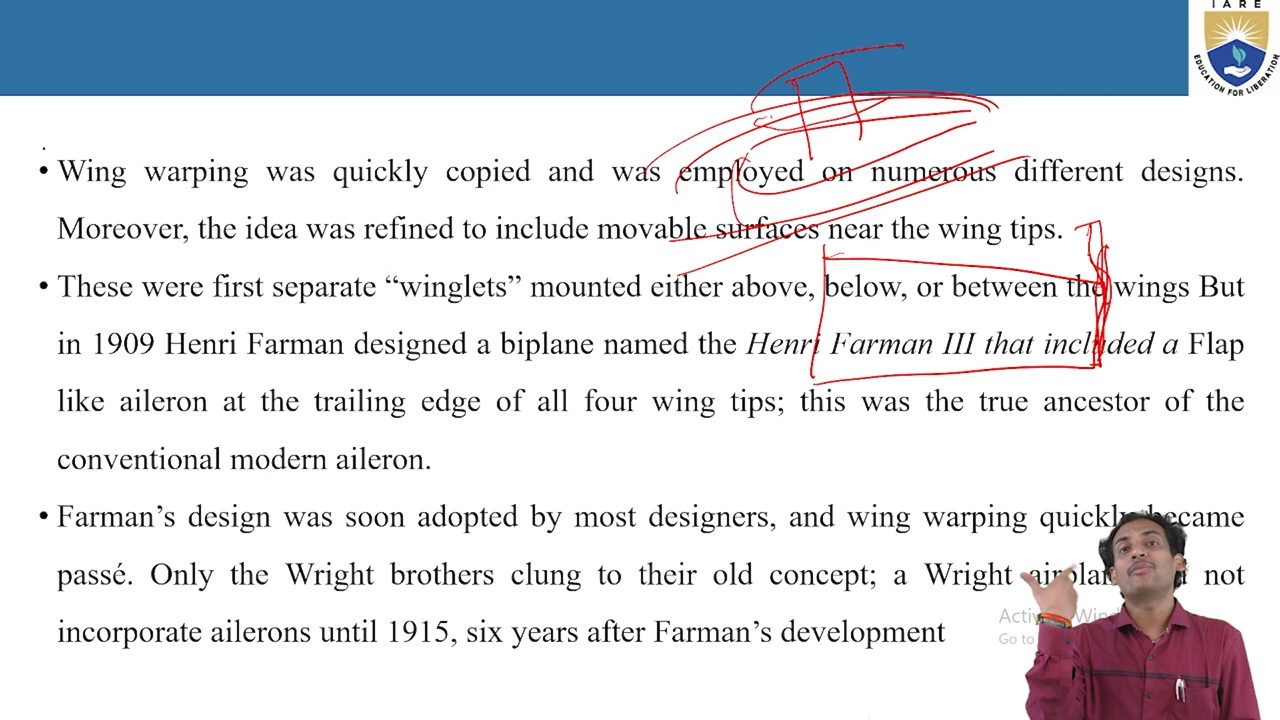 IARE
EDUCATION FOR LIBERATION
• Wing warping was quickly copied and was employed on numerous different designs.
Moreover, the idea was refined to include movable surfaces near the wing tips.
• These were first separate “winglets” mounted either above, below, or between the wings But
in 1909 Henri Farman designed a biplane named the Henri Farman III that included a Flap
like aileron at the trailing edge of all four wing tips; this was the true ancestor of the
conventional modern aileron.
• Farman’s design was soon adopted by most designers, and wing warping quickly became
passé. Only the Wright brothers clung to their old concept; a Wright not
incorporate ailerons until 1915, six years after Farman’s development
Go to